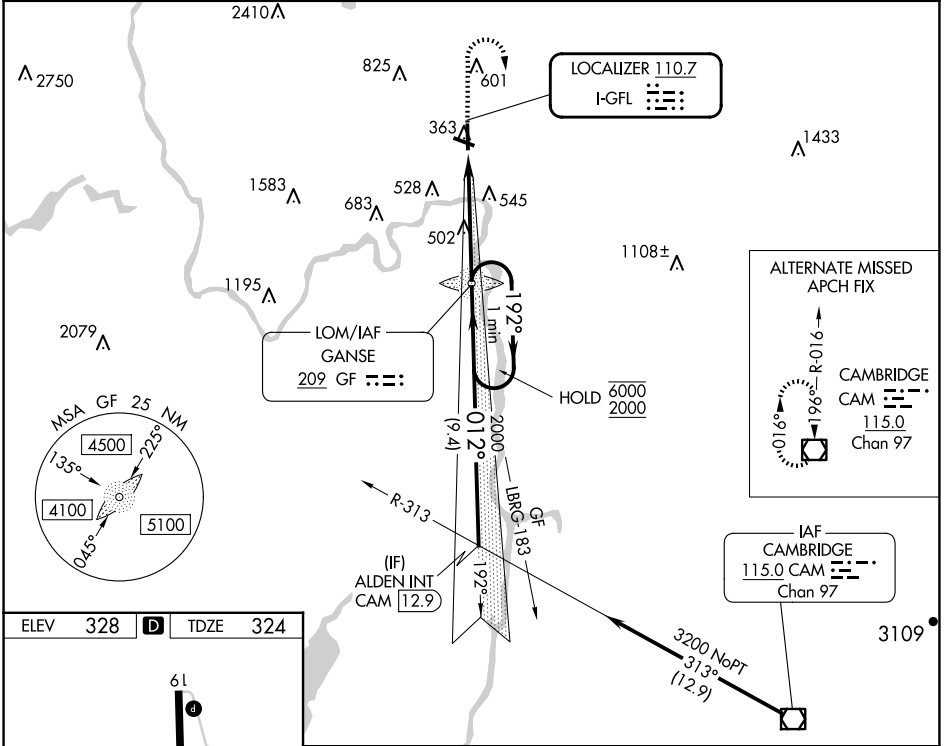 2410
2750
825
601
LOCALIZER 110.7
I-GFL
363
1433
1583
528
545
683
502
1108±
1195
2079
LOM/IAF
GANSE
209 GF
192°
1 min
HOLD 6000
2000
ALTERNATE MISSED
APCH FIX
R-016
196°
016°
CAMBRIDGE
CAM
115.0
Chan 97
MSA GF 25 NM
4500
225°
135°
4100
5100
045°
012°
(9.4)
2000
GF
LBRG-183
R-313
(IF)
ALDEN INT
CAM 12.9
192°
IAF
CAMBRIDGE
115.0 CAM
Chan 97
3109
3200 NoPT
313°
(12.9)
ELEV 328 D TDZE 324
19
P